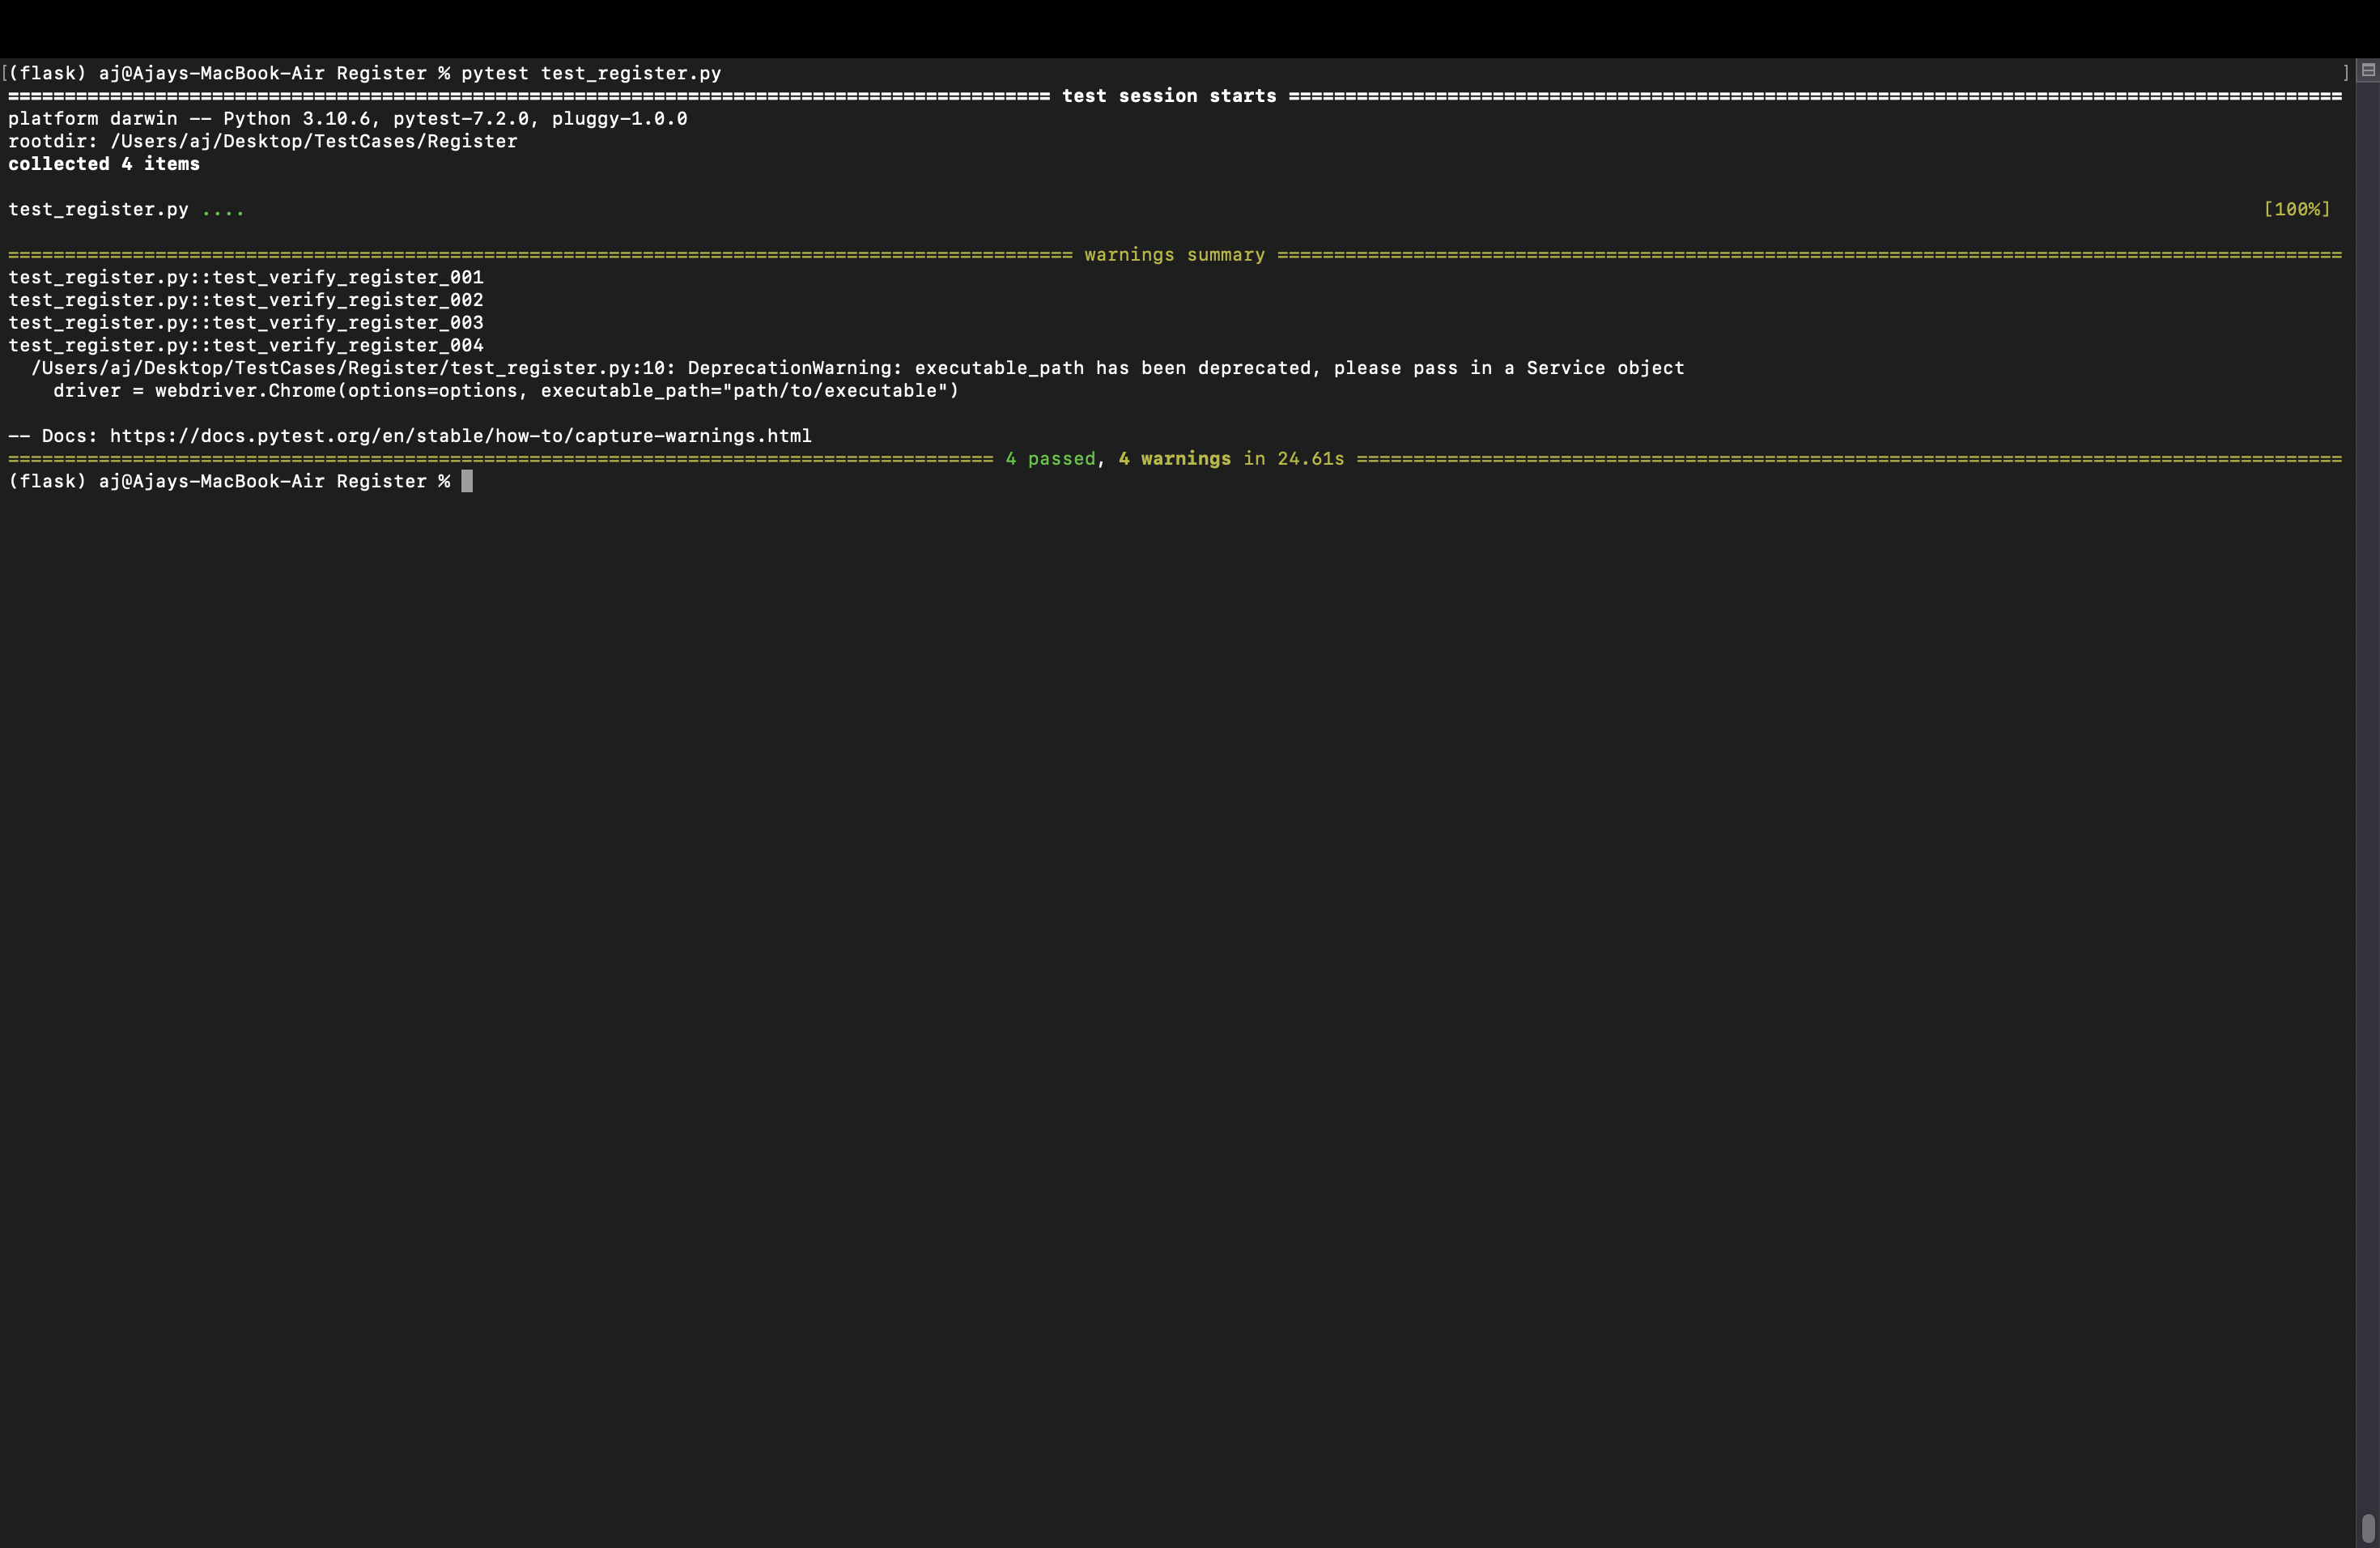 [(flask) aj@Ajays-MacBook-Air Register % pytest test_register.py ]
============================================================================================ test session starts =============================================================================================
platform darwin -- Python 3.10.6, pytest-7.2.0, pluggy-1.0.0
rootdir: /Users/aj/Desktop/TestCases/Register
collected 4 items
test_register.py .... [100%]
============================================================================================== warnings summary ==============================================================================================
test_register.py::test_verify_register_001
test_register.py::test_verify_register_002
test_register.py::test_verify_register_003
test_register.py::test_verify_register_004
/Users/aj/Desktop/TestCases/Register/test_register.py:10: DeprecationWarning: executable_path has been deprecated, please pass in a Service object
driver = webdriver.Chrome(options=options, executable_path="path/to/executable")
-- Docs: https://docs.pytest.org/en/stable/how-to/capture-warnings.html
======================================================================================= 4 passed, 4 warnings in 24.61s =======================================================================================
(flask) aj@Ajays-MacBook-Air Register %